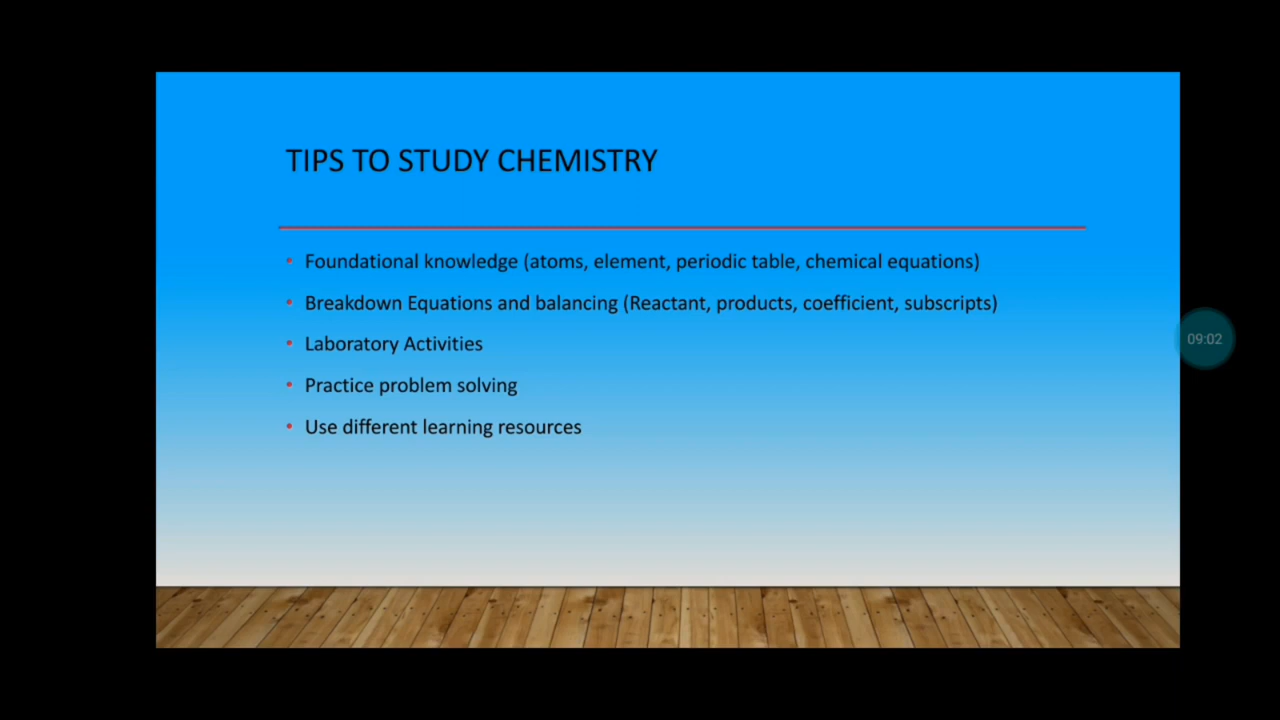 TIPS TO STUDY CHEMISTRY
• Foundational knowledge (atoms, element, periodic table, chemical equations)
• Breakdown Equations and balancing (Reactant, products, coefficient, subscripts)
• Laboratory Activities
• Practice problem solving
• Use different learning resources
09:02